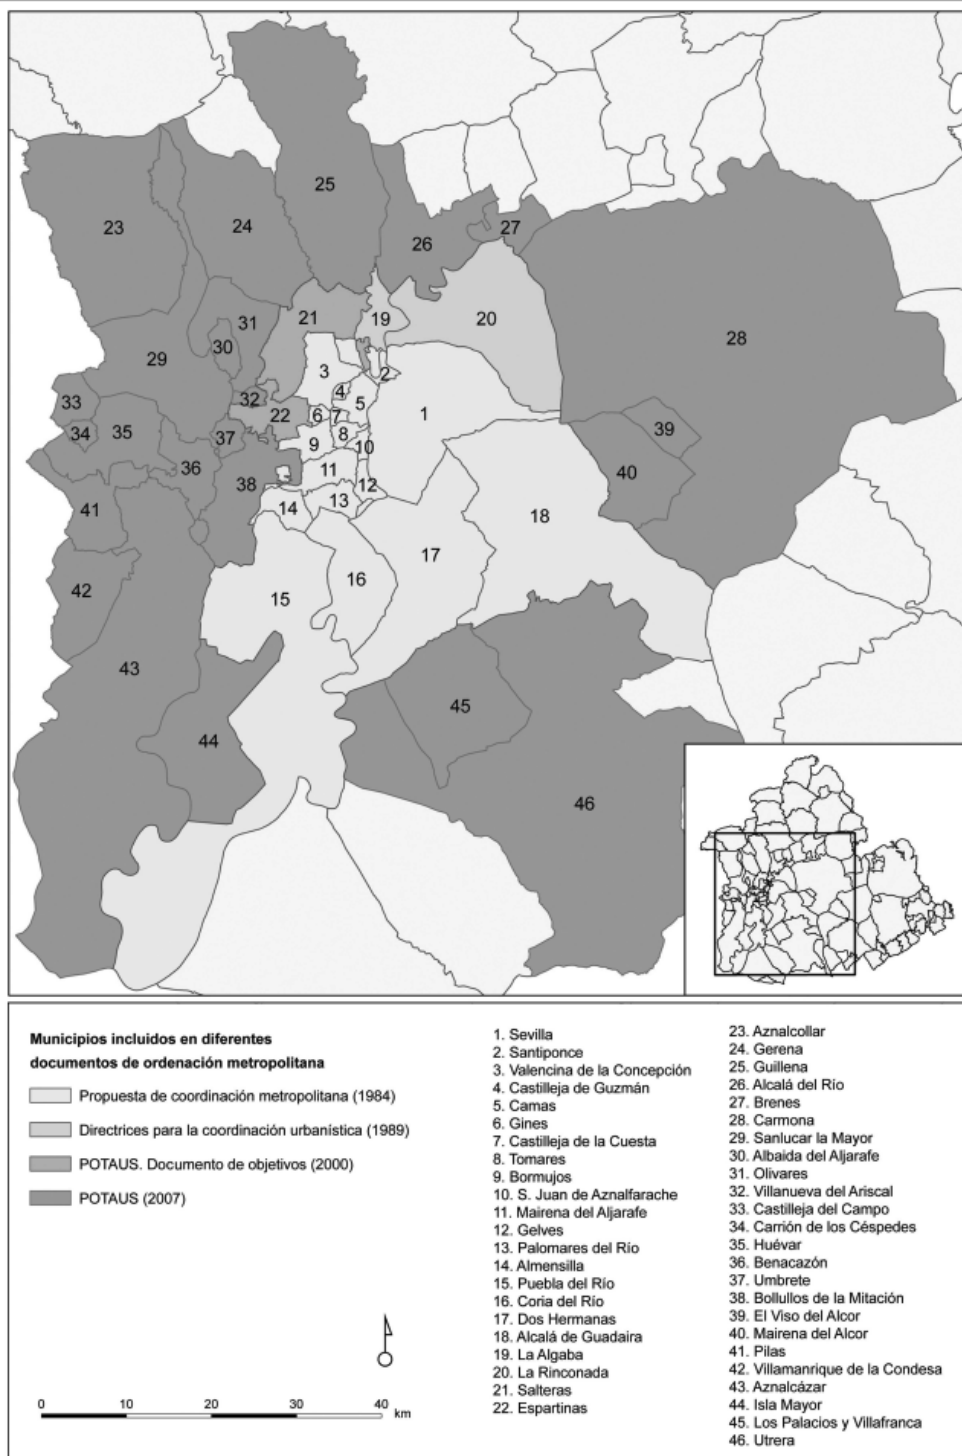 25
23
24
27
26
31
21
19
20
30
29
28
3
2
4
33
32
5
22
6
7
1
34
35
37
8
39
9
10
36
11
40
38
12
41
13
14
18
17
42
15
16
43
45
44
46
Municipios incluidos en diferentes
documentos de ordenación metropolitana
Propuesta de coordinación metropolitana (1984)
Directrices para la coordinación urbanística (1989)
POTAUS. Documento de objetivos (2000)
POTAUS (2007)
0 10 20 30 40 km
1. Sevilla
2. Santiponce
3. Valencina de la Concepción
4. Castilleja de Guzmán
5. Camas
6. Gines
7. Castilleja de la Cuesta
8. Tomares
9. Bormujos
10. S. Juan de Aznalfarache
11. Mairena del Aljarafe
12. Gelves
13. Palomares del Río
14. Almensilla
15. Puebla del Río
16. Coria del Río
17. Dos Hermanas
18. Alcalá de Guadaira
19. La Algaba
20. La Rinconada
21. Salteras
22. Espartinas
23. Aznalcollar
24. Gerena
25. Guillena
26. Alcalá del Río
27. Brenes
28. Carmona
29. Sanlucar la Mayor
30. Albaida del Aljarafe
31. Olivares
32. Villanueva del Ariscal
33. Castilleja del Campo
34. Carrión de los Céspedes
35. Huévar
36. Benacazón
37. Umbrete
38. Bollullos de la Mitación
39. El Viso del Alcor
40. Mairena del Alcor
41. Pilas
42. Villamanrique de la Condesa
43. Aznalcázar
44. Isla Mayor
45. Los Palacios y Villafranca
46. Utrera